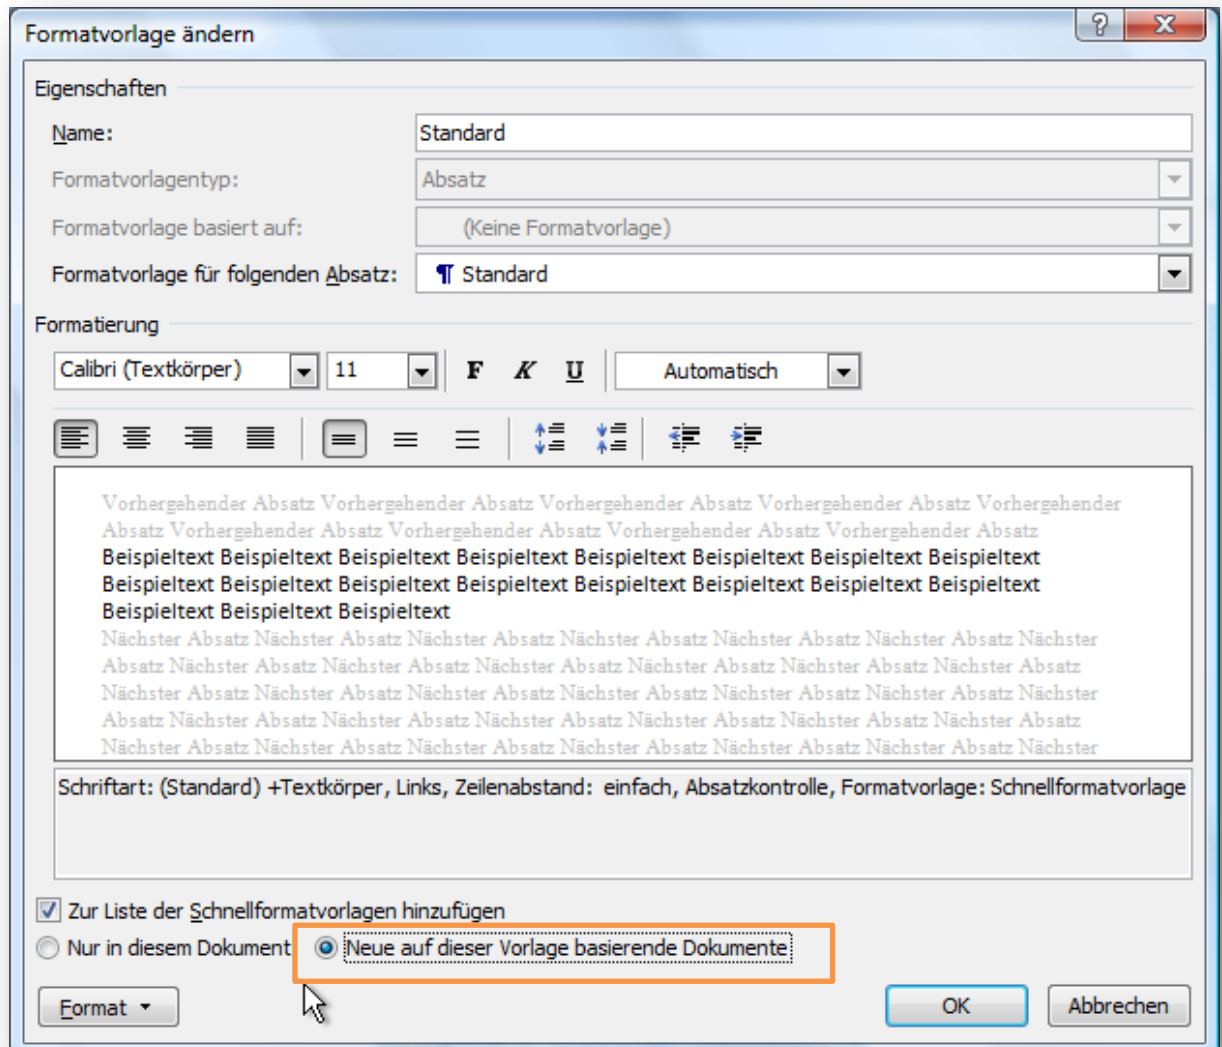 Formatvorlage ändern
Eigenschaften
Name: Standard
Formatvorlagentyp: Absatz
Formatvorlage basiert auf: (Keine Formatvorlage)
Formatvorlage für folgenden Absatz: ¶ Standard
Formatierung
Calibri (Textkörper) 11 F K U Automatisch
Vorhergehender Absatz Vorhergehender Absatz Vorhergehender Absatz Vorhergehender Absatz Vorhergehender
Absatz Vorhergehender Absatz Vorhergehender Absatz Vorhergehender Absatz Vorhergehender Absatz
Beispieltext Beispieltext Beispieltext Beispieltext Beispieltext Beispieltext Beispieltext Beispieltext
Beispieltext Beispieltext Beispieltext Beispieltext Beispieltext Beispieltext Beispieltext Beispieltext
Beispieltext Beispieltext Beispieltext
Nächster Absatz Nächster Absatz Nächster Absatz Nächster Absatz Nächster Absatz Nächster Absatz Nächster
Absatz Nächster Absatz Nächster Absatz Nächster Absatz Nächster Absatz Nächster Absatz Nächster Absatz
Nächster Absatz Nächster Absatz Nächster Absatz Nächster Absatz Nächster Absatz Nächster Absatz Nächster
Absatz Nächster Absatz Nächster Absatz Nächster Absatz Nächster Absatz Nächster Absatz Nächster Absatz
Nächster Absatz Nächster Absatz Nächster Absatz Nächster Absatz Nächster Absatz Nächster Absatz Nächster
Schriftart: (Standard) +Textkörper, Links, Zeilenabstand: einfach, Absatzkontrolle, Formatvorlage: Schnellformatvorlage
Zur Liste der Schnellformatvorlagen hinzufügen
Nur in diesem Dokument Neue auf dieser Vorlage basierende Dokumente
Format OK Abbrechen